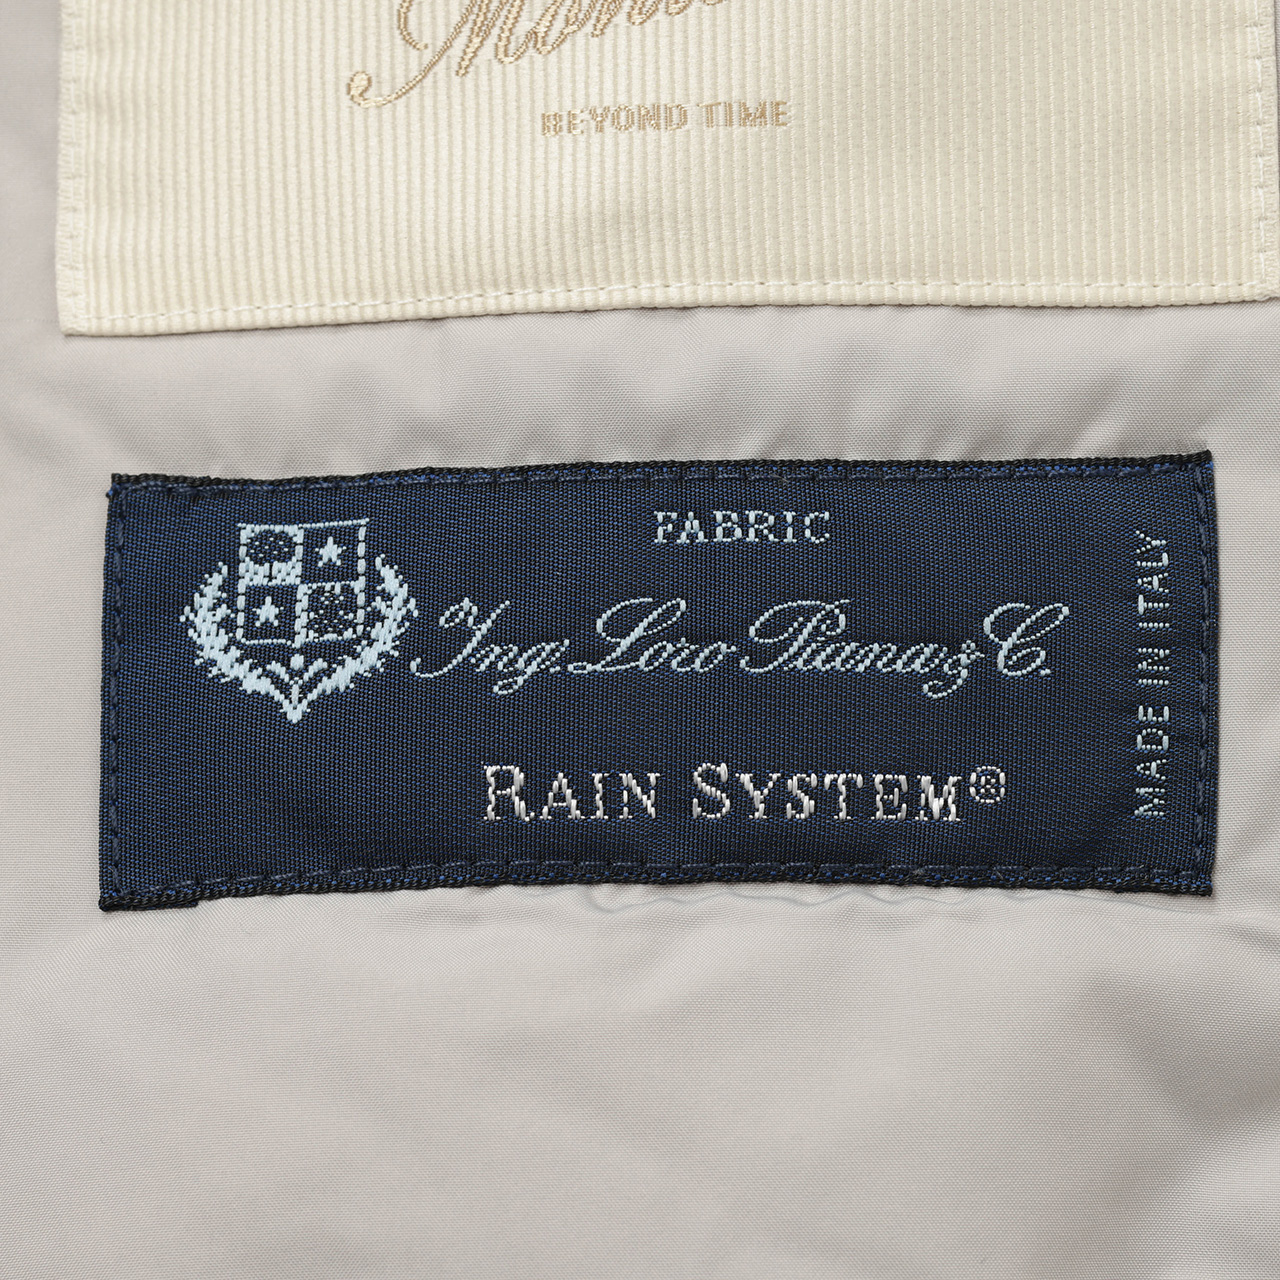 BEYOND TIME
FABRIC
Ing. Loro Piana & C.
RAIN SYSTEM®
MADE IN ITALY